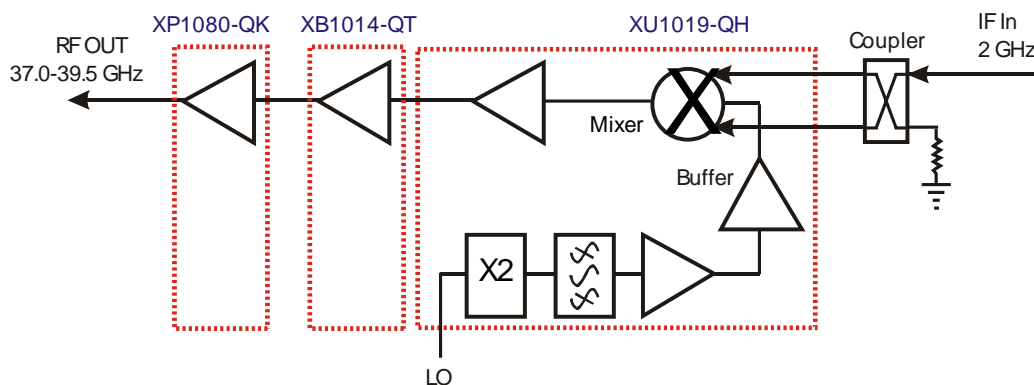 XP1080-QK
XB1014-QT
XU1019-QH
RF OUT
37.0-39.5 GHz
Coupler
IF In
2 GHz
Mixer
Buffer
X2
LO